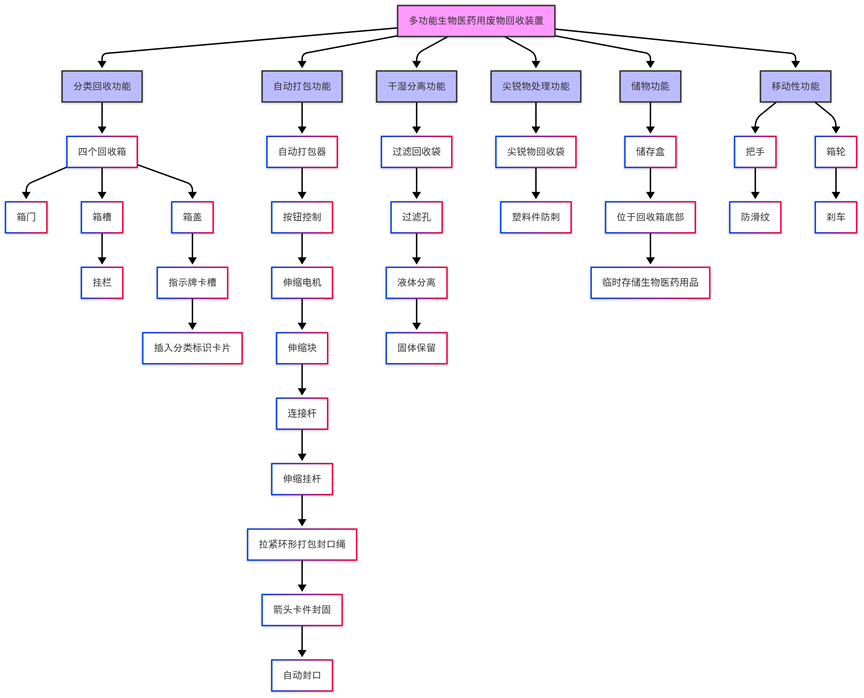 多功能生物医药用废物回收装置
分类回收功能
自动打包功能
干湿分离功能
尖锐物处理功能
储物功能
移动性功能
四个回收箱
自动打包器
过滤回收袋
尖锐物回收袋
储存盒
把手
箱轮
箱门
箱槽
箱盖
按钮控制
过滤孔
塑料件防刺
位于回收箱底部
防滑纹
刹车
挂栏
指示牌卡槽
伸缩电机
液体分离
临时存储生物医药用品
插入分类标识卡片
伸缩块
固体保留
连接杆
伸缩挂杆
拉紧环形打包封口绳
箭头卡件封固
自动封口